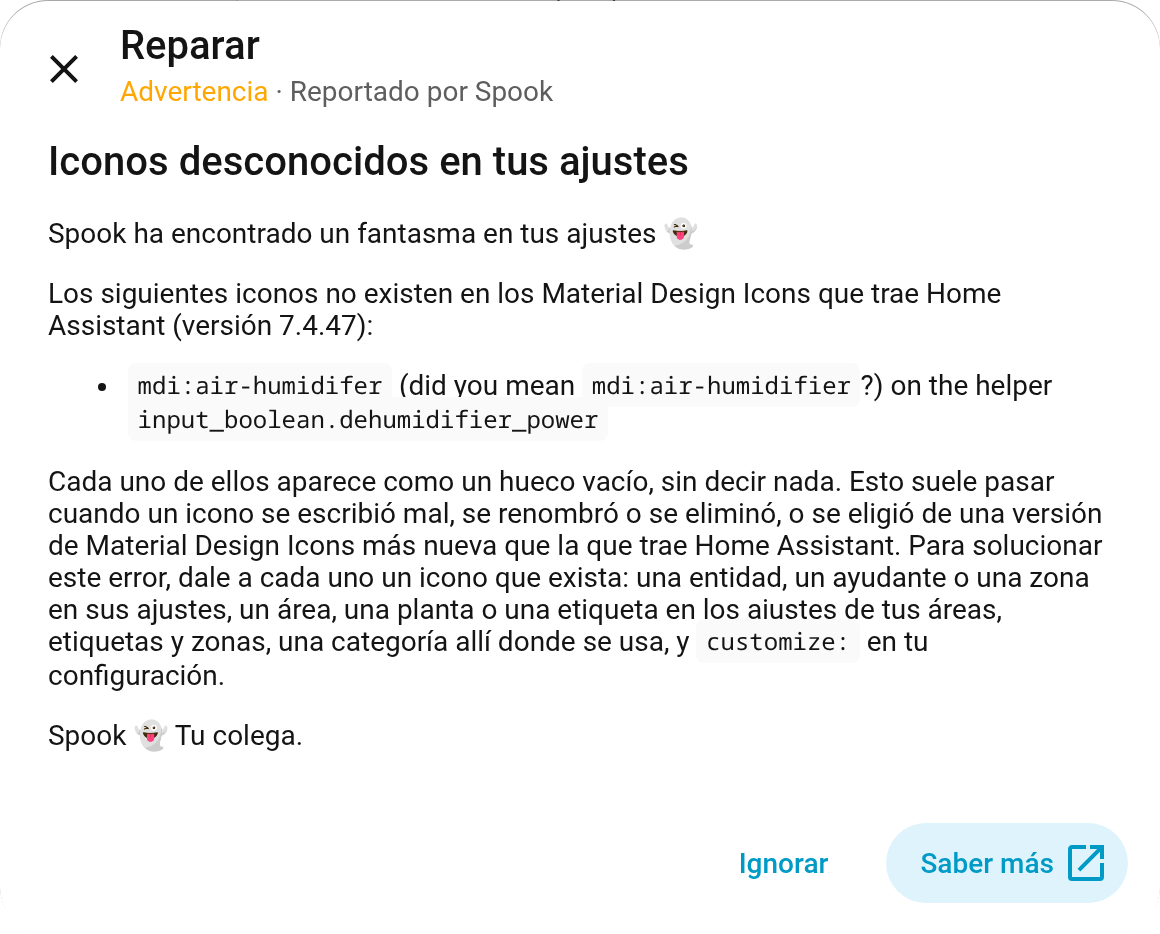 Reparar
Advertencia · Reportado por Spook
Iconos desconocidos en tus ajustes
Spook ha encontrado un fantasma en tus ajustes 👻
Los siguientes iconos no existen en los Material Design Icons que trae Home
Assistant (versión 7.4.47):
• mdi:air-humidifer (did you mean mdi:air-humidifier?) on the helper
input_boolean.dehumidifier_power
Cada uno de ellos aparece como un hueco vacío, sin decir nada. Esto suele pasar
cuando un icono se escribió mal, se renombró o se eliminó, o se eligió de una versión
de Material Design Icons más nueva que la que trae Home Assistant. Para solucionar
este error, dale a cada uno un icono que exista: una entidad, un ayudante o una zona
en sus ajustes, un área, una planta o una etiqueta en los ajustes de tus áreas,
etiquetas y zonas, una categoría allí donde se usa, y customize: en tu
configuración.
Spook 👻 Tu colega.
Ignorar
Saber más